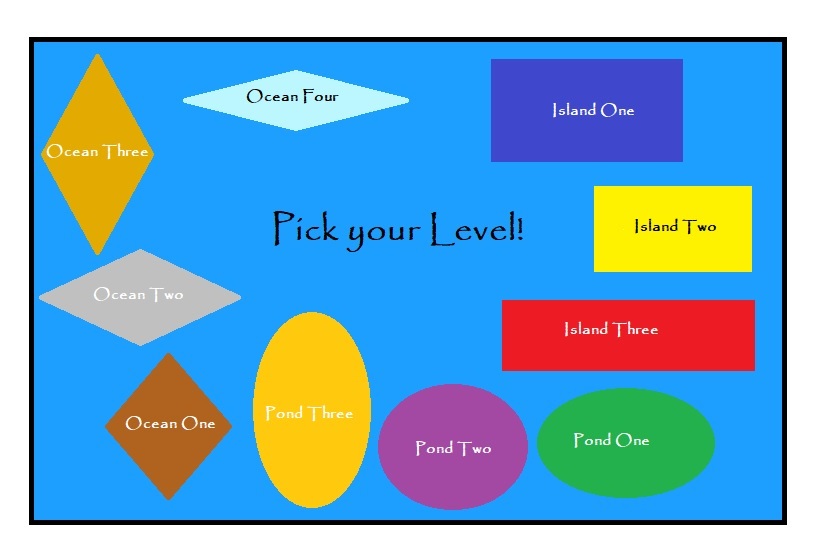 Ocean Four
Island One
Ocean Three
Pick your Level!
Island Two
Ocean Two
Island Three
Pond Three
Ocean One
Pond Two
Pond One